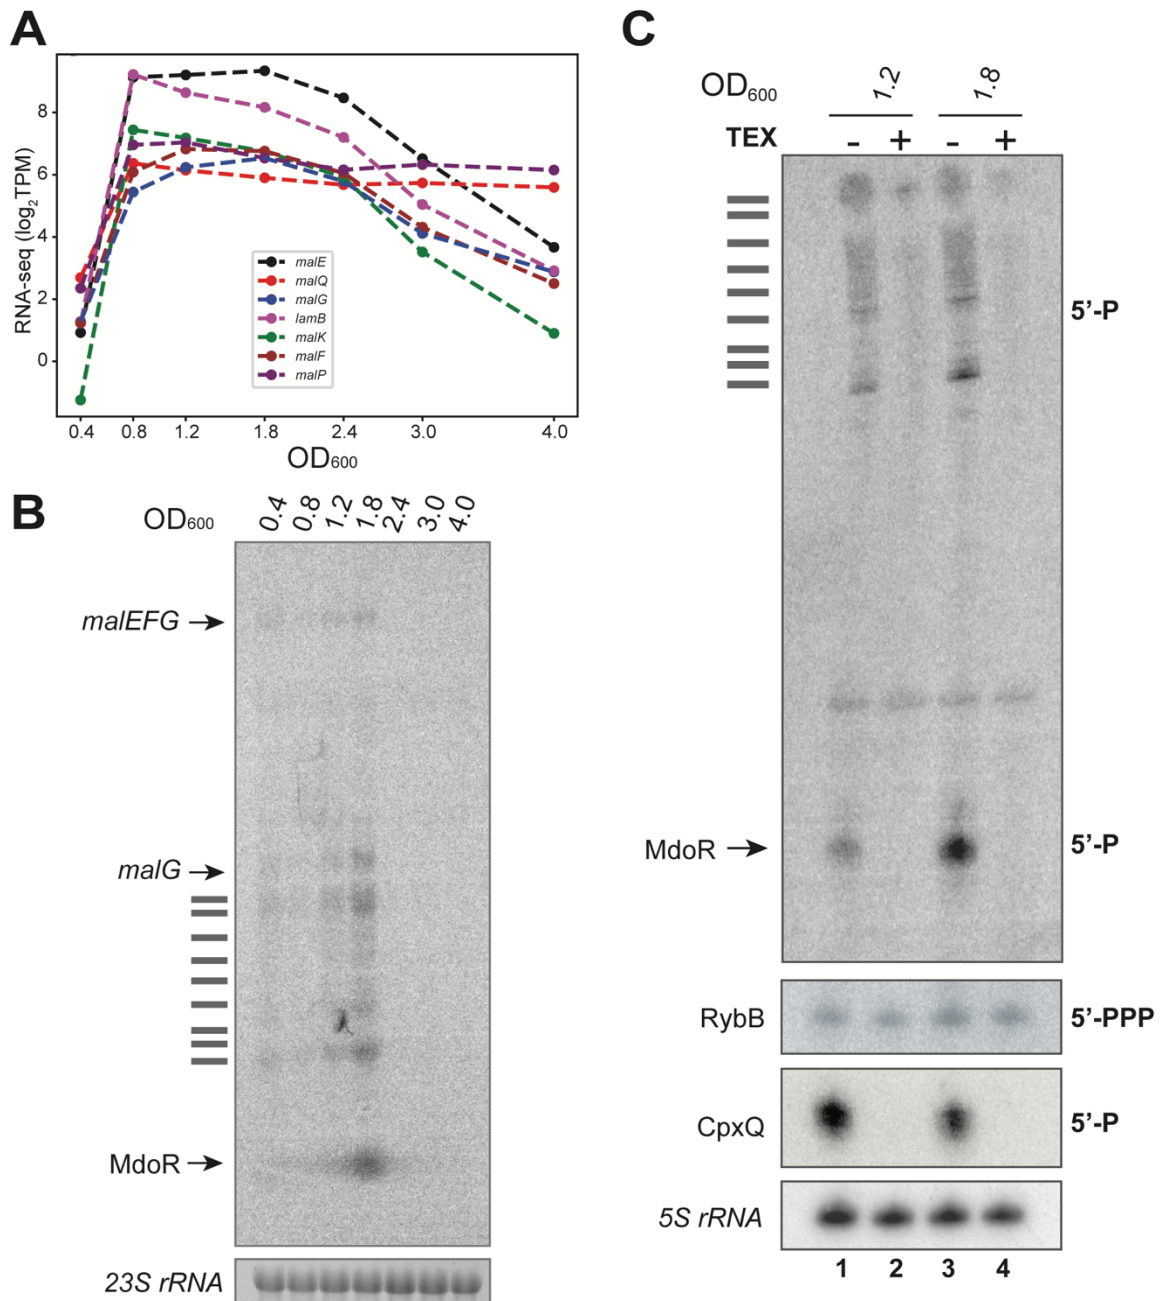 A
RNA-seq (log2TPM)
8
6
4
2
0
malE
malQ
malG
lamB
malK
malF
malP
0.4 0.8 1.2 1.8 2.4 3.0 4.0
OD600
B
OD600 0.4 0.8 1.2 1.8 2.4 3.0 4.0
malEFG
malG
MdoR
23S rRNA
C
OD600 1.2 1.8
TEX - + - +
5'-P
MdoR 5'-P
RybB 5'-PPP
CpxQ 5'-P
5S rRNA
1 2 3 4